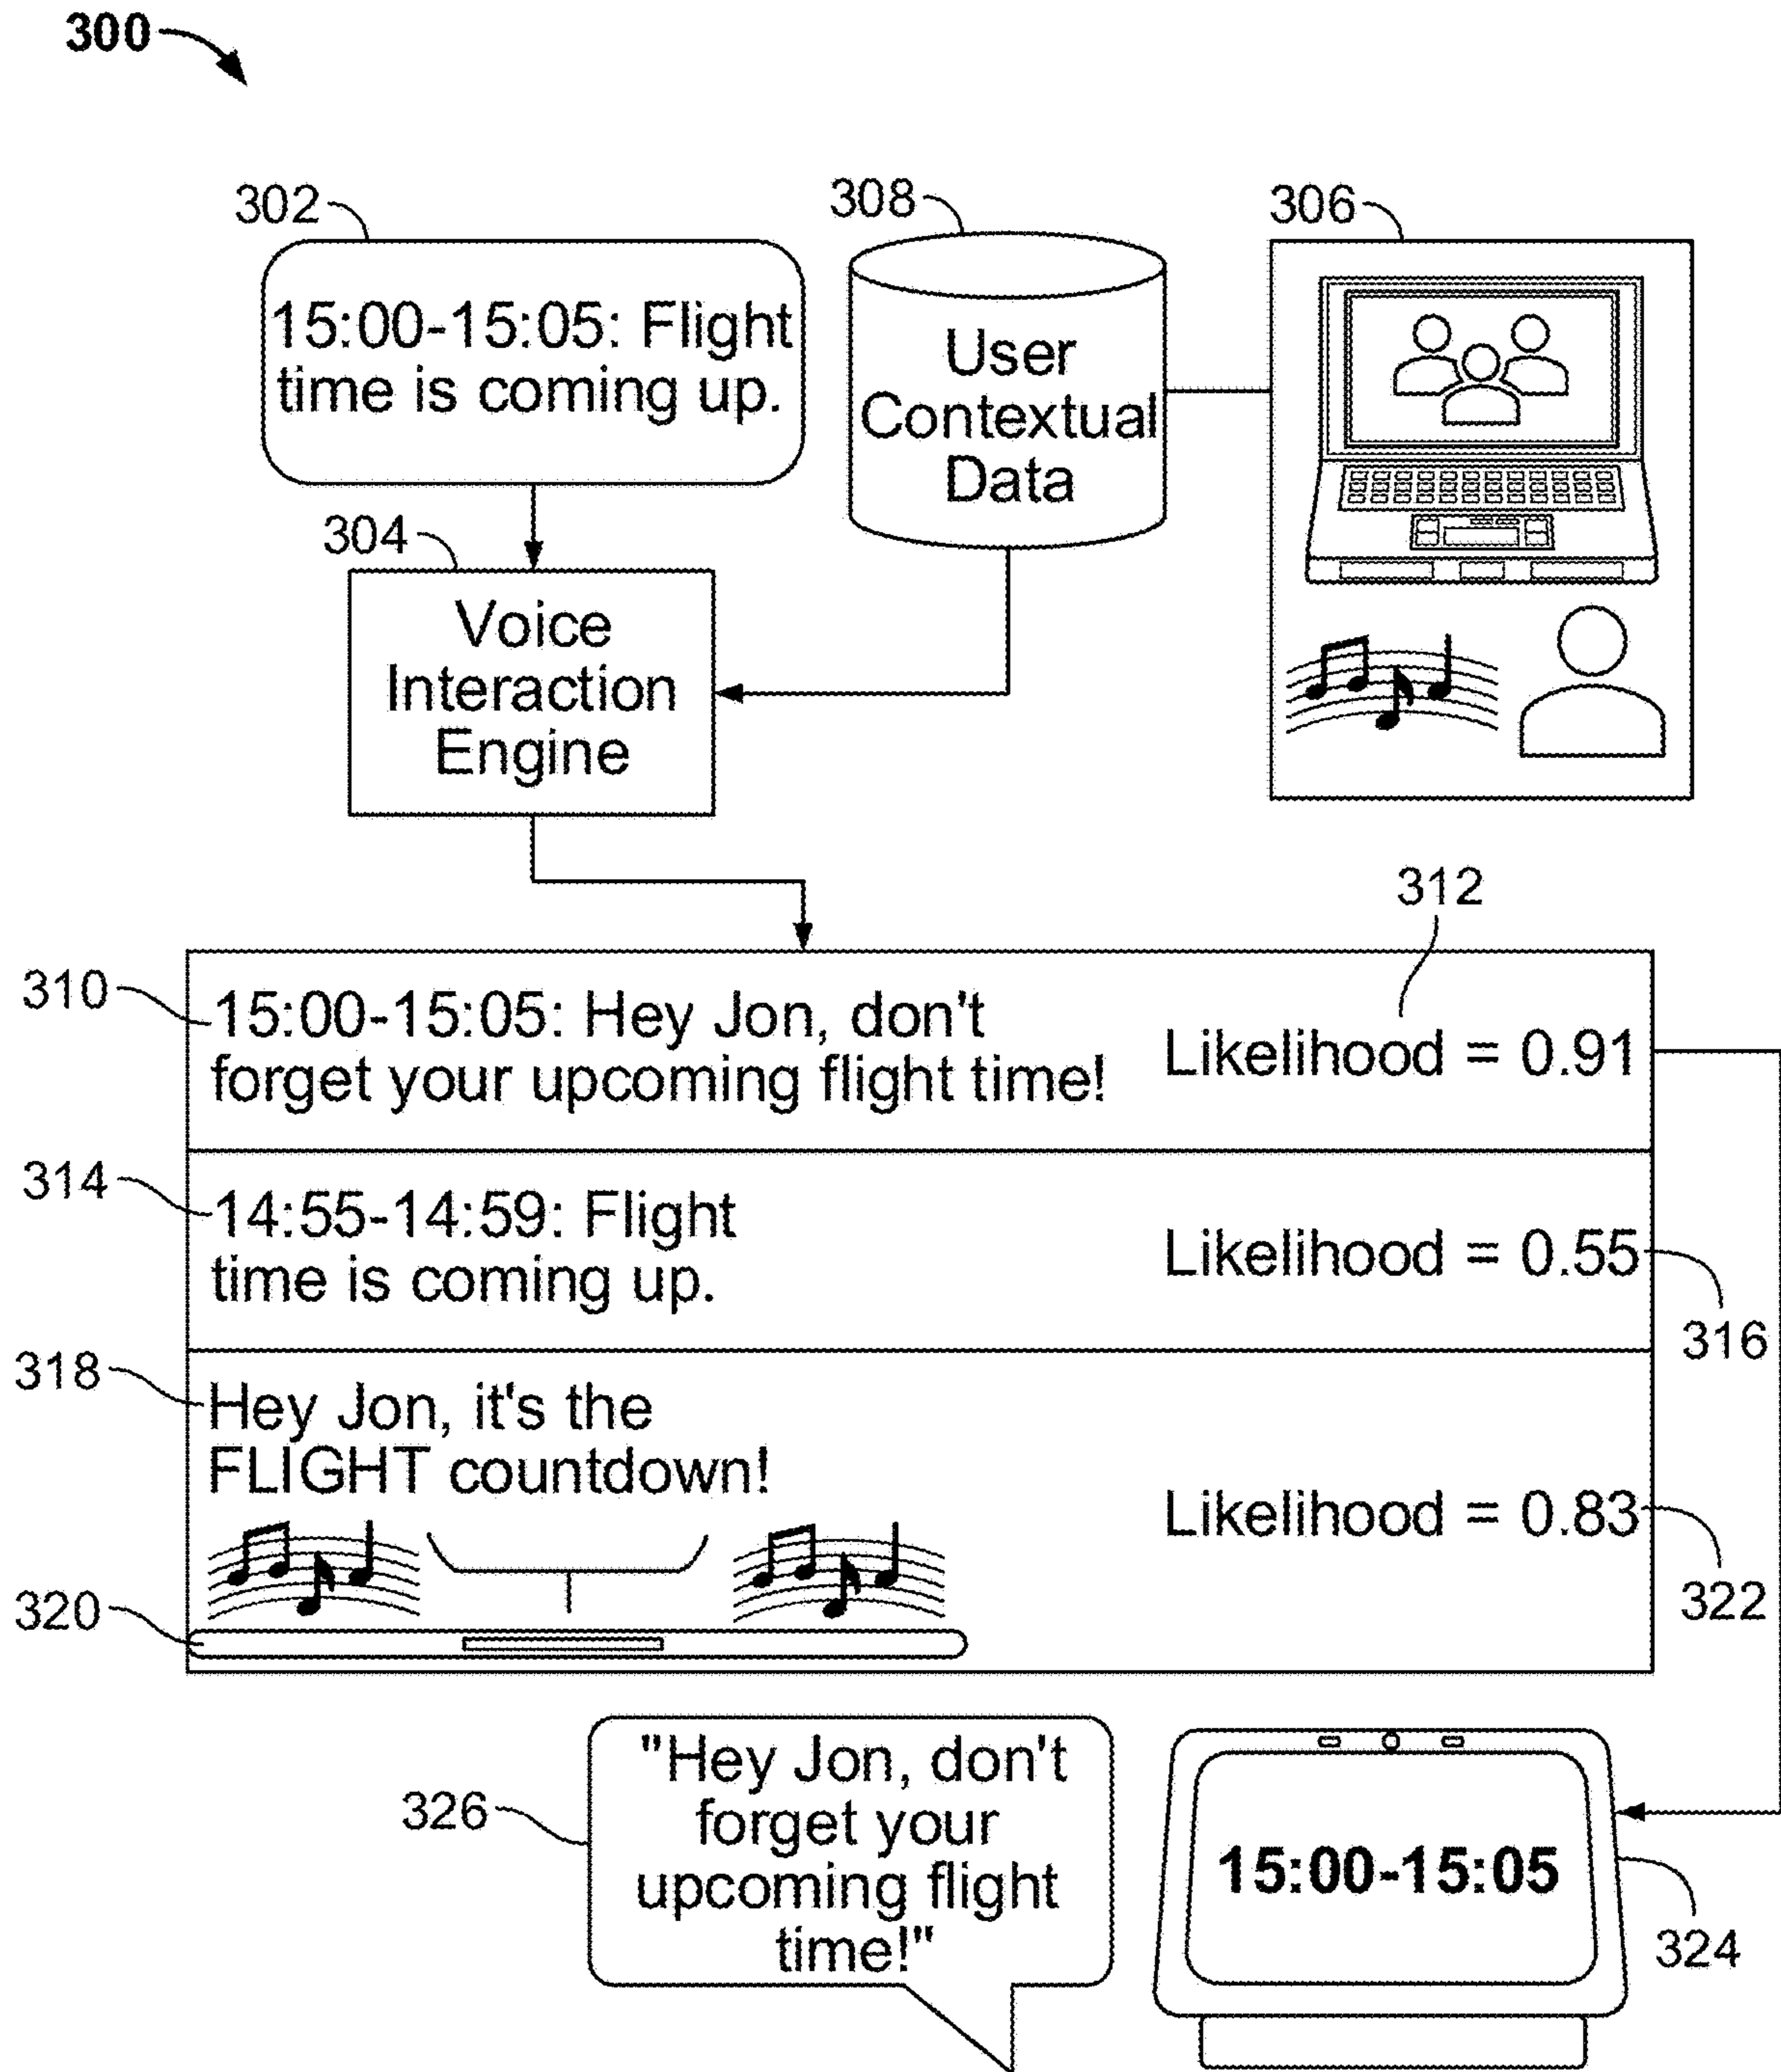 300
302
308
306
15:00-15:05: Flight
time is coming up.
User
Contextual
Data
304
Voice
Interaction
Engine
312
310
15:00-15:05: Hey Jon, don't
forget your upcoming flight time!
Likelihood = 0.91
314
14:55-14:59: Flight
time is coming up.
Likelihood = 0.55
316
318
Hey Jon, it's the
FLIGHT countdown!
Likelihood = 0.83
320
322
326
"Hey Jon, don't
forget your
upcoming flight
time!"
15:00-15:05
324